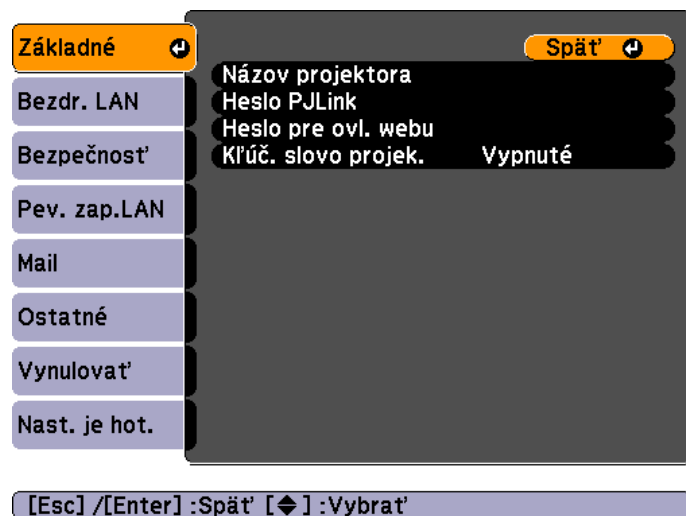 Základné
Späť
Názov projektora
Heslo PJLink
Bezdr. LAN
Heslo pre ovl. webu
Bezpečnosť
Kľúč. slovo projek. Vypnuté
Pev. zap.LAN
Mail
Ostatné
Vynulovať
Nast. je hot.
[Esc] /[Enter] :Späť [◆] :Vybrať